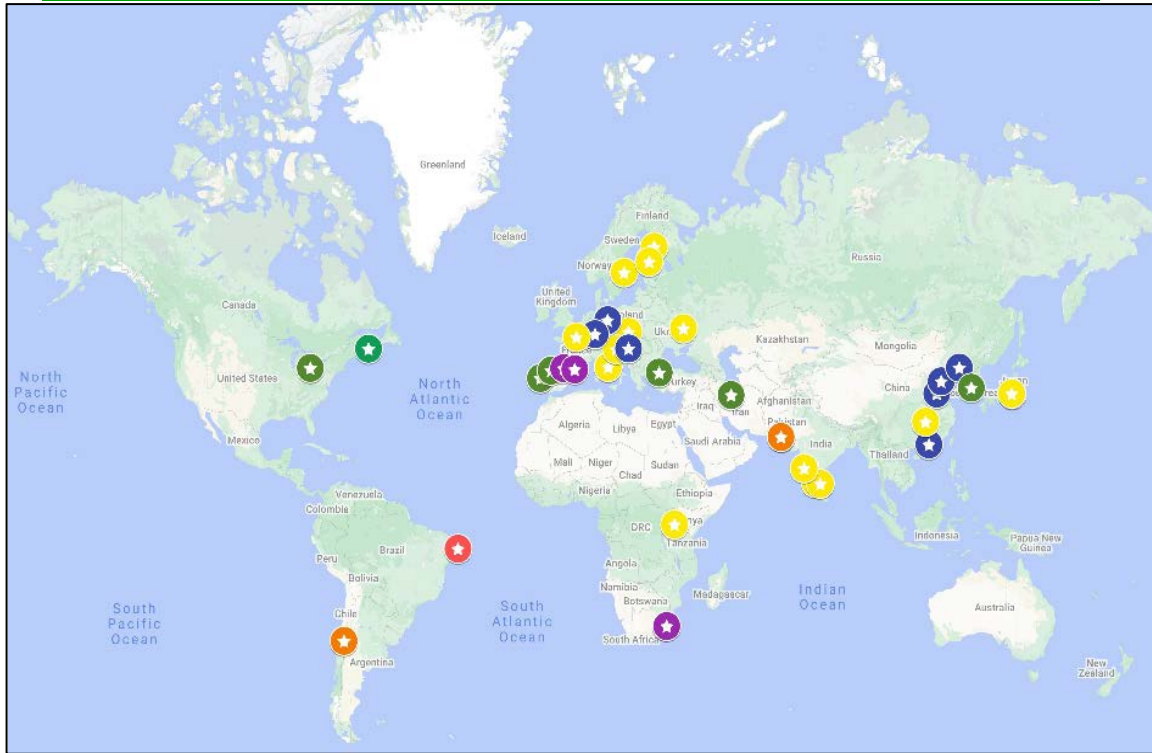 Greenland
Iceland
Finland
Sweden
Norway
Russia
Canada
United
Kingdom
France
Kazakhstan
Mongolia
North
Pacific
Ocean
United States
North
Atlantic
Ocean
Turkey
China
Afghanistan
Iraq
Iran
Pakistan
Mexico
Algeria
Libya
Egypt
Saudi Arabia
India
Thailand
Mali
Niger
Chad
Sudan
Nigeria
Ethiopia
Venezuela
Colombia
DRC
Tanzania
Indonesia
Papua New
Guinea
Peru
Brazil
Bolivia
Angola
Namibia
Botswana
Madagascar
Indian
Ocean
South
Pacific
Ocean
Chile
South
Atlantic
Ocean
Australia
South Africa
Argentina
New
Zealand